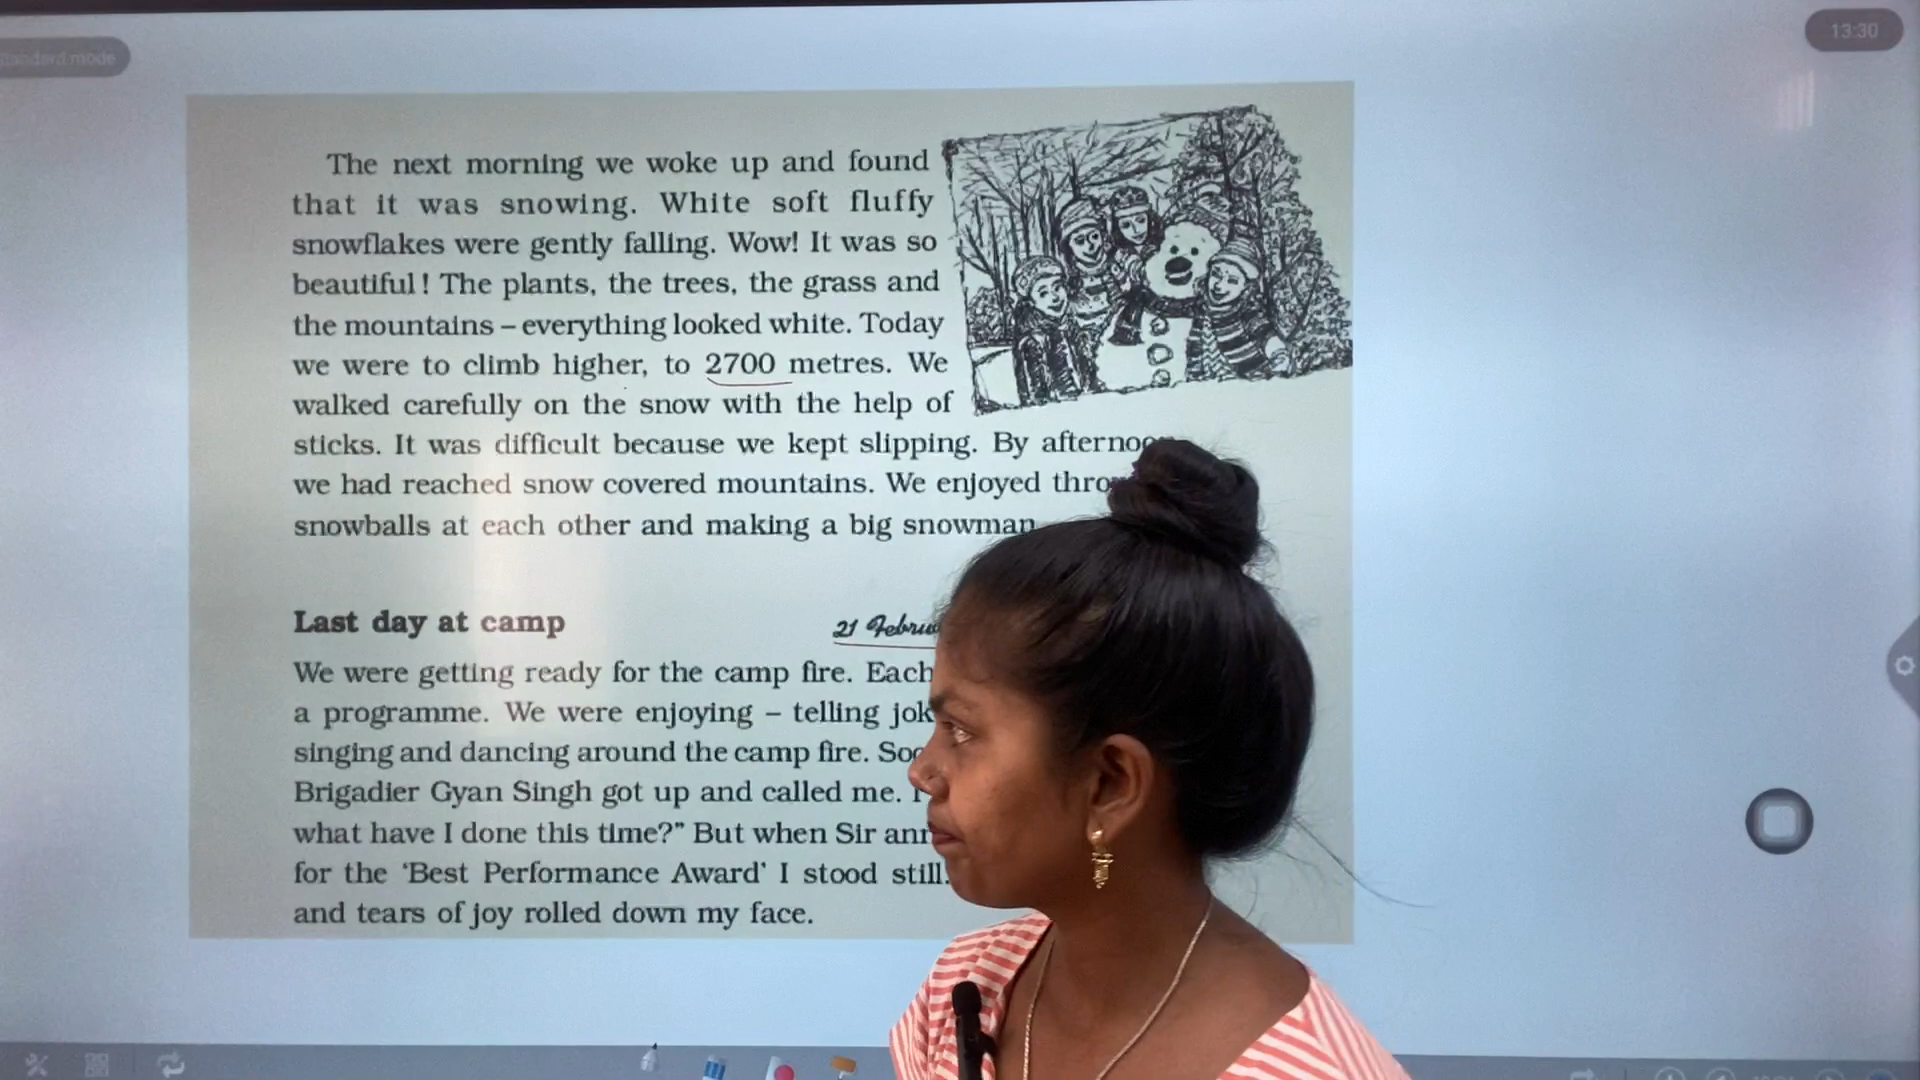 13:30
standard mode
The next morning we woke up and found
that it was snowing. White soft fluffy
snowflakes were gently falling. Wow! It was so
beautiful! The plants, the trees, the grass and
the mountains – everything looked white. Today
we were to climb higher, to 2700 metres. We
walked carefully on the snow with the help of
sticks. It was difficult because we kept slipping. By
we had reached snow covered mountains. We enjoyed
snowballs at each other and making a big snowman
Last day at camp
21
We were getting ready for the camp fire. Each
a programme. We were enjoying – telling
singing and dancing around the camp fire.
Brigadier Gyan Singh got up and called me.
what have I done this time?” But when Sir
for the ‘Best Performance Award’ I stood still.
and tears of joy rolled down my face.